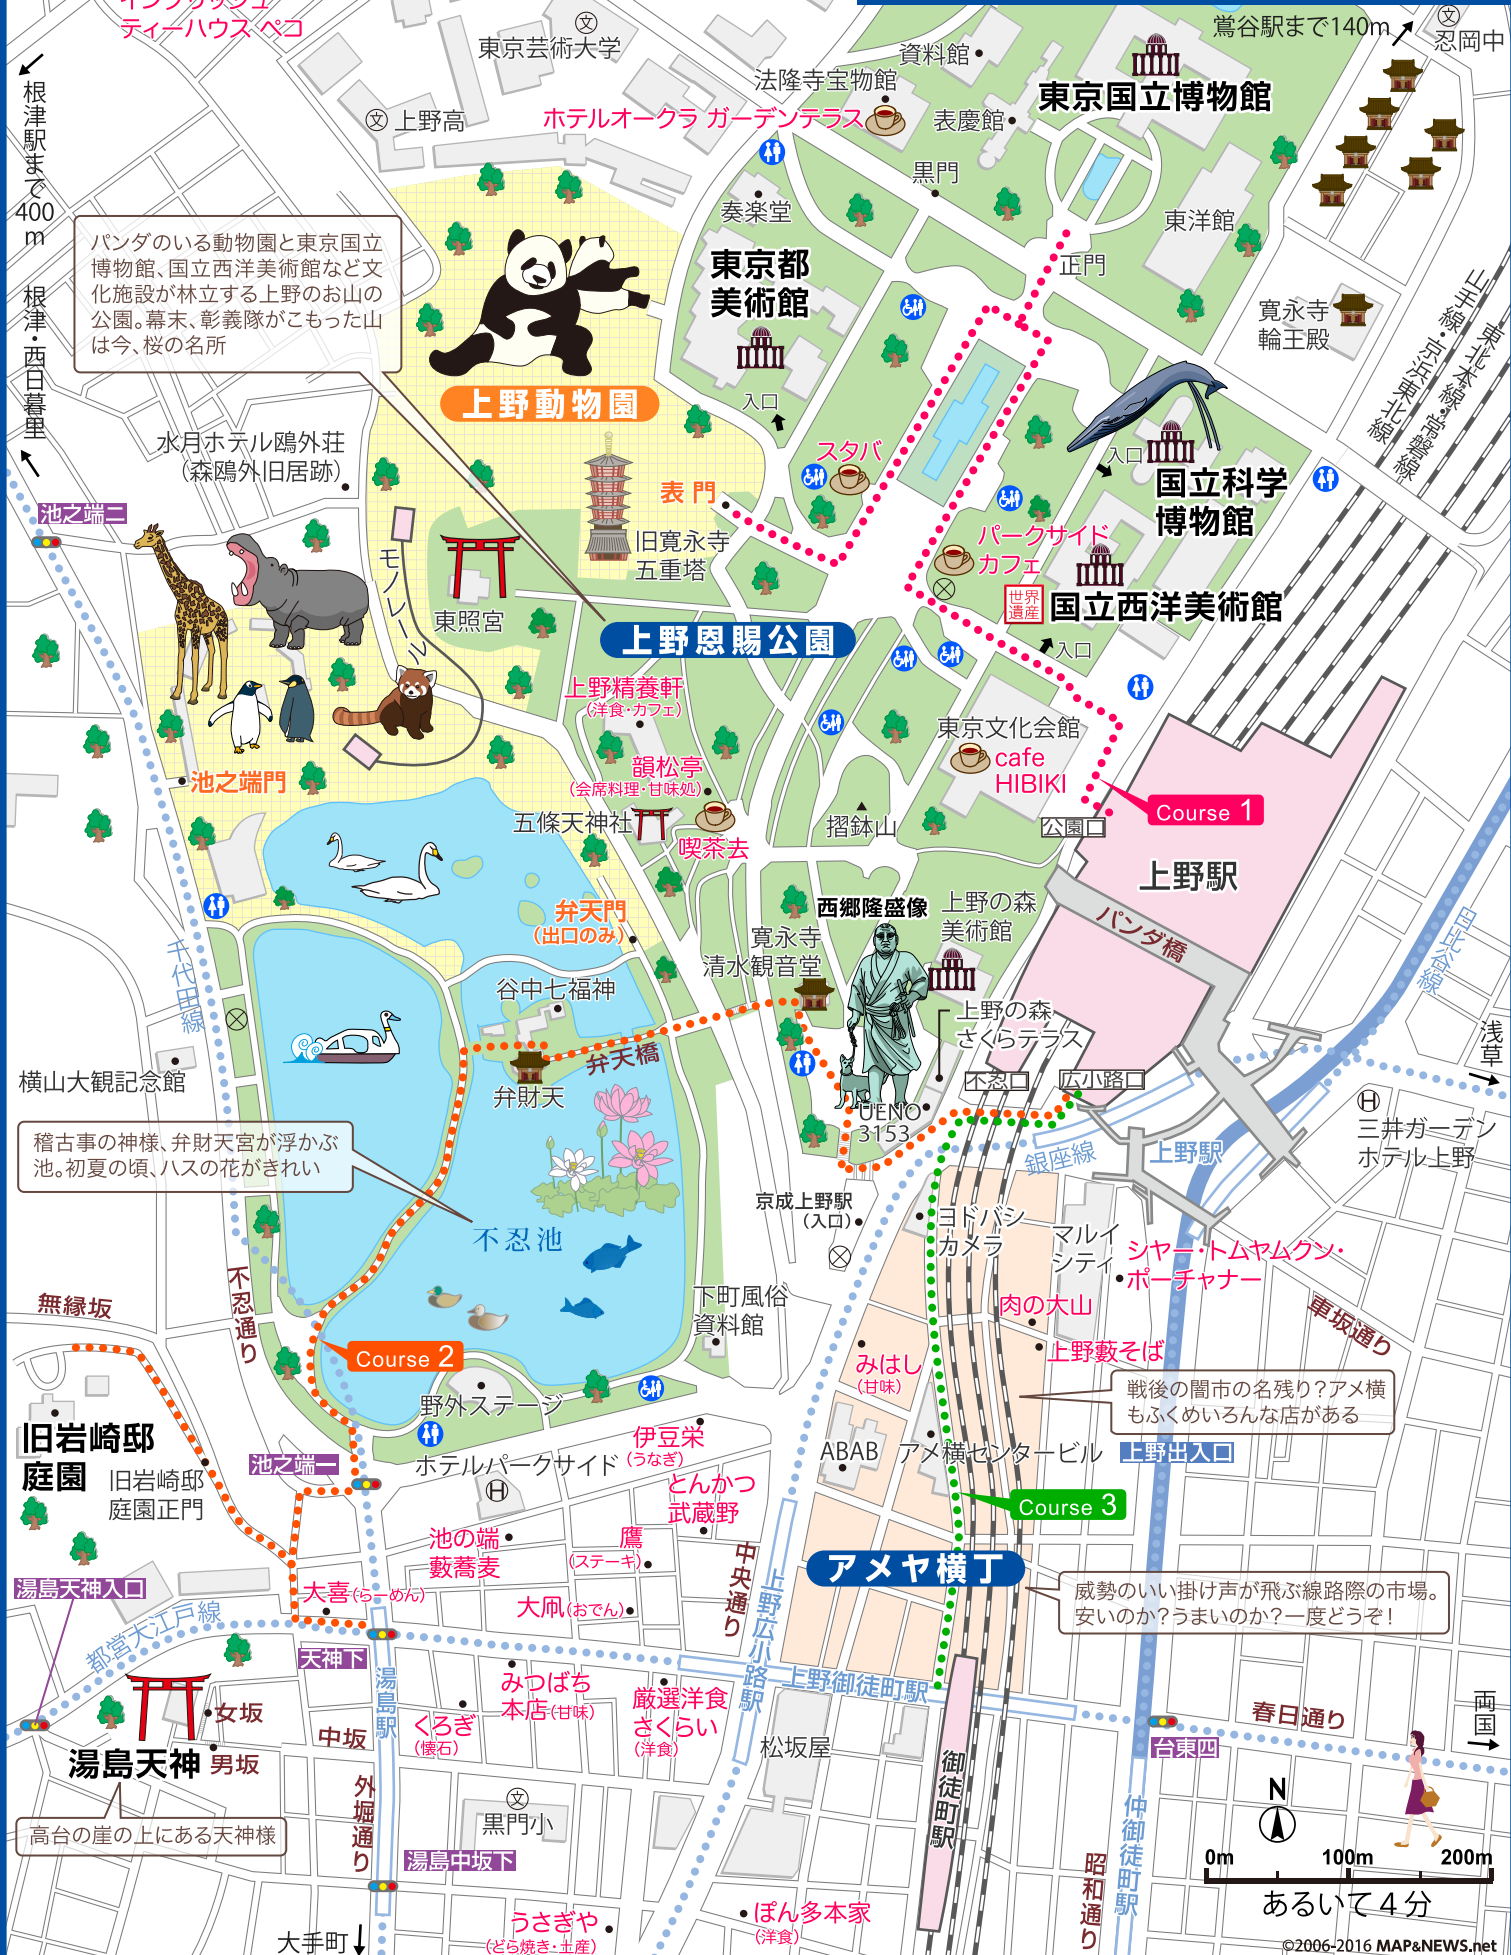 イングリッシュ
ティーハウス ペコ
東京芸術大学
文
資料館
鶯谷駅まで140m
文
忍岡中
法隆寺宝物館
ホテルオークラ ガーデンテラス
表慶館
東京国立博物館
文 上野高
根津駅まで400m
根津・西日暮里
黒門
奏楽堂
東洋館
正門
東京都
美術館
入口
寛永寺
輪王殿
山手線・京浜東北線
東北本線・常磐線
パンダのいる動物園と東京国立
博物館、国立西洋美術館など文
化施設が林立する上野のお山の
公園。幕末、彰義隊がこもった山
は今、桜の名所
上野動物園
水月ホテル鴎外荘
(森鴎外旧居跡)
スタバ
表門
入口
国立科学
博物館
池之端二
旧寛永寺
五重塔
パークサイド
カフェ
世界
遺産
国立西洋美術館
入口
モノレール
東照宮
上野恩賜公園
上野精養軒
(洋食・カフェ)
東京文化会館
cafe
HIBIKI
韻松亭
(会席料理・甘味処)
池之端門
五條天神社
喫茶去
摺鉢山
公園口
Course 1
上野駅
パンダ橋
弁天門
(出口のみ)
西郷隆盛像
上野の森
美術館
寛永寺
清水観音堂
日比谷線
千代田線
谷中七福神
上野の森
さくらテラス
弁天橋
弁財天
不忍口
広小路口
浅草
横山大観記念館
UENO
3153
H
三井ガーデン
ホテル上野
銀座線
上野駅
稽古事の神様、弁財天宮が浮かぶ
池。初夏の頃、ハスの花がきれい
不忍池
京成上野駅
(入口)
ヨドバシ
カメラ
マルイ
シティ
シヤー・トムヤムクン・
ポーチャナー
無縁坂
不忍通り
下町風俗
資料館
肉の大山
車坂通り
Course 2
みはし
(甘味)
上野藪そば
戦後の闇市の名残り?アメ横
もふくめいろんな店がある
野外ステージ
旧岩崎邸
庭園
旧岩崎邸
庭園正門
池之端一
ホテルパークサイド
H
伊豆栄
(うなぎ)
ABAB
アメ横センタービル
上野出入口
とんかつ
武蔵野
Course 3
池の端
藪蕎麦
鷹
(ステーキ)
中央通り
アメヤ横丁
湯島天神入口
大喜(らーめん)
大凧(おでん)
上野広小路駅
威勢のいい掛け声が飛ぶ線路際の市場。
安いのか?うまいのか?一度どうぞ!
都営大江戸線
天神下
湯島駅
みつばち
本店(甘味)
厳選洋食
さくらい
(洋食)
上野御徒町駅
春日通り
両国
女坂
中坂
くろぎ
(懐石)
松坂屋
台東四
湯島天神
男坂
外堀通り
御徒町駅
高台の崖の上にある天神様
文
黒門小
湯島中坂下
仲御徒町駅
昭和通り
N
0m 100m 200m
あるいて4分
大手町
うさぎや
(どら焼き・土産)
ぽん多本家
(洋食)
©2006-2016 MAP&NEWS.net